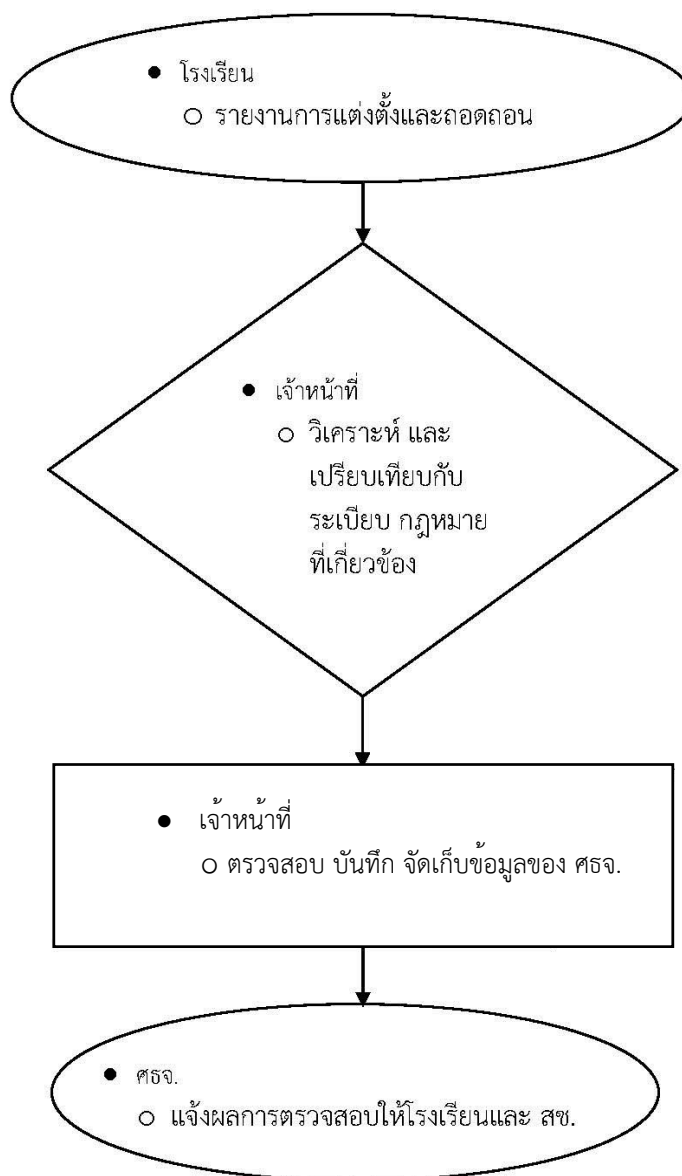 ● โรงเรียน
○ รายงานการแต่งตั้งและถอดถอน
● เจ้าหน้าที่
○ วิเคราะห์ และ
เปรียบเทียบกับ
ระเบียบ กฎหมาย
ที่เกี่ยวข้อง
● เจ้าหน้าที่
○ ตรวจสอบ บันทึก จัดเก็บข้อมูลของ ศธจ.
● ศธจ.
○ แจ้งผลการตรวจสอบให้โรงเรียนและ สช.